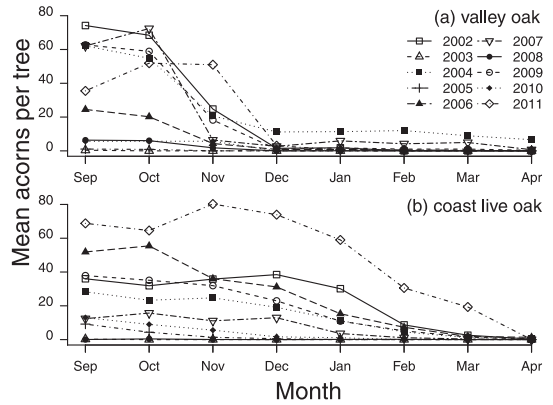 (a) valley oak
80
60
40
20
0
2002 2007
2003 2008
2004 2009
2005 2010
2006 2011
Sep Oct Nov Dec Jan Feb Mar Apr
Mean acorns per tree
(b) coast live oak
80
60
40
20
0
Sep Oct Nov Dec Jan Feb Mar Apr
Month